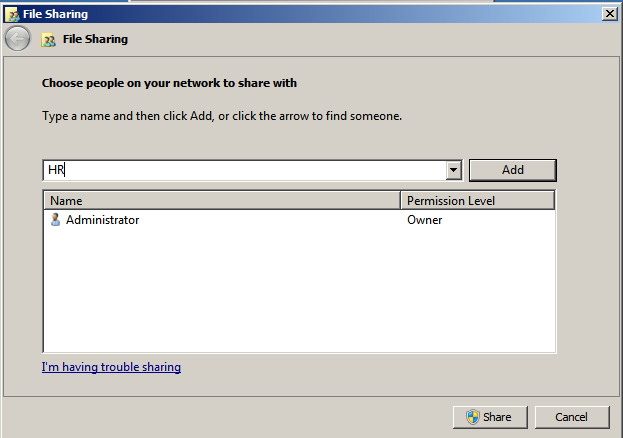 File Sharing
File Sharing
Choose people on your network to share with
Type a name and then click Add, or click the arrow to find someone.
HR Add
Name Permission Level
Administrator Owner
I'm having trouble sharing
Share Cancel